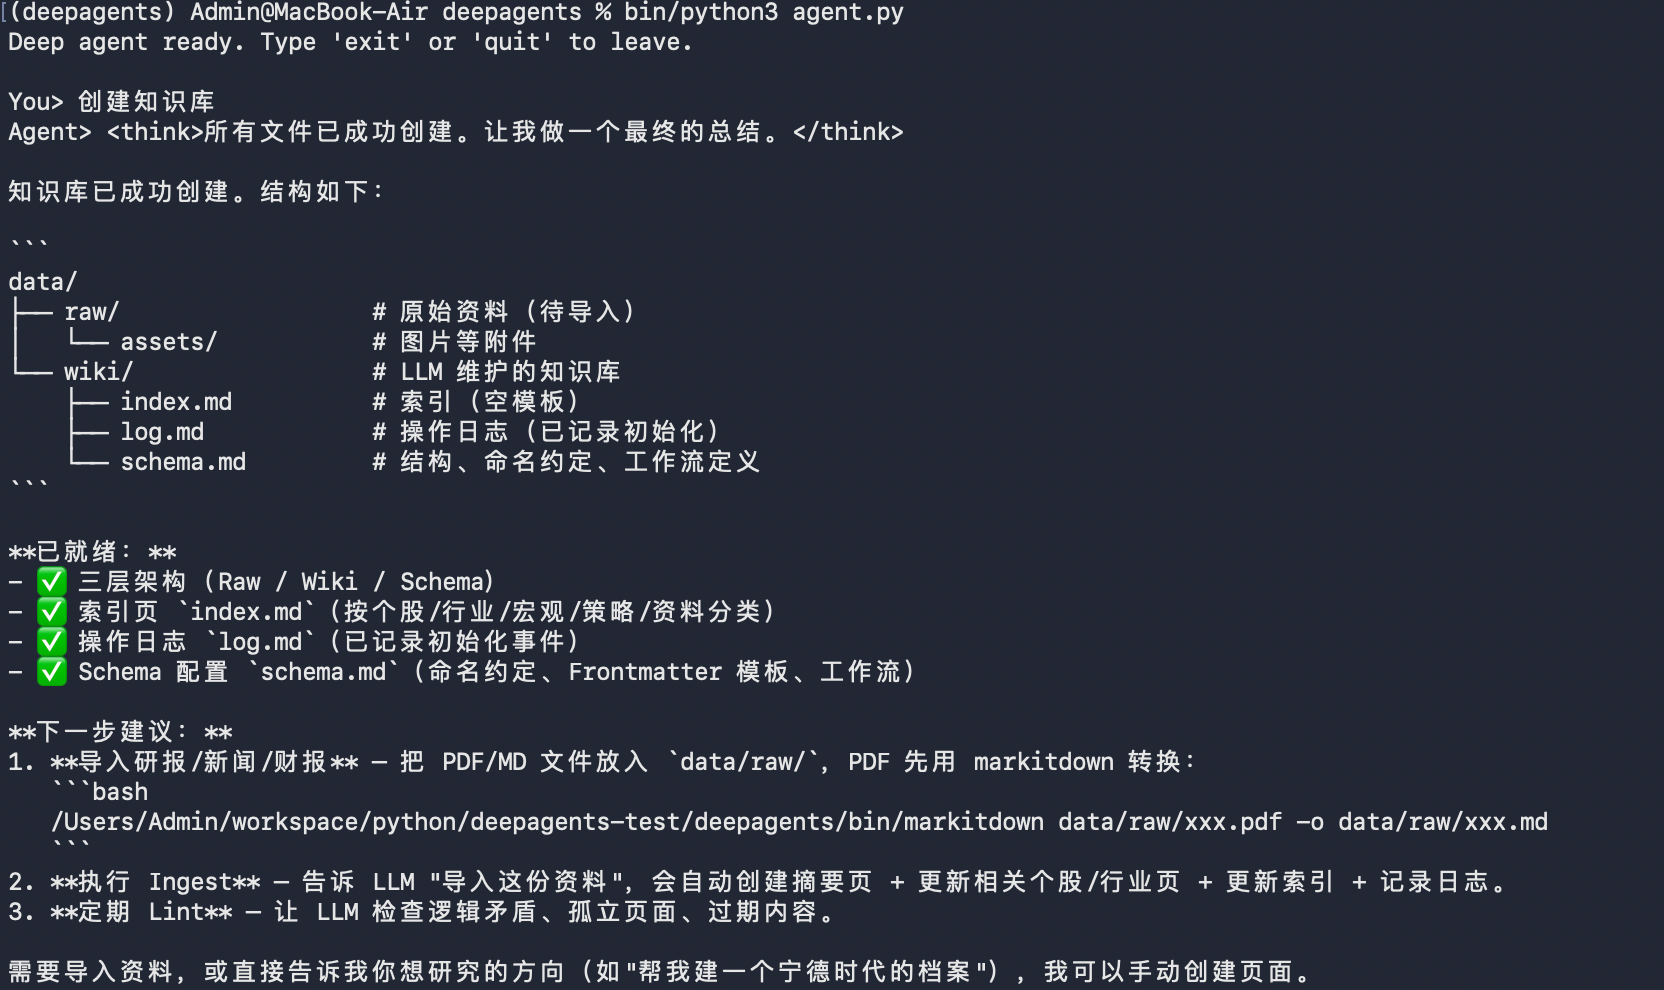 [(deepagents) Admin@MacBook-Air deepagents % bin/python3 agent.py
Deep agent ready. Type 'exit' or 'quit' to leave.

You> 创建知识库
Agent> <think>所有文件已成功创建。让我做一个最终的总结。</think>

知识库已成功创建。结构如下：

```
data/
├── raw/                  # 原始资料（待导入）
│   └── assets/           # 图片等附件
└── wiki/                 # LLM 维护的知识库
    ├── index.md          # 索引（空模板）
    ├── log.md            # 操作日志（已记录初始化）
    └── schema.md         # 结构、命名约定、工作流定义
```

**已就绪：**
- ✅ 三层架构（Raw / Wiki / Schema）
- ✅ 索引页 `index.md`（按个股/行业/宏观/策略/资料分类）
- ✅ 操作日志 `log.md`（已记录初始化事件）
- ✅ Schema 配置 `schema.md`（命名约定、Frontmatter 模板、工作流）

**下一步建议：**
1. **导入研报/新闻/财报** — 把 PDF/MD 文件放入 `data/raw/`，PDF 先用 markitdown 转换：
   ```bash
   /Users/Admin/workspace/python/deepagents-test/deepagents/bin/markitdown data/raw/xxx.pdf -o data/raw/xxx.md
   ```
2. **执行 Ingest** — 告诉 LLM "导入这份资料"，会自动创建摘要页 + 更新相关个股/行业页 + 更新索引 + 记录日志。
3. **定期 Lint** — 让 LLM 检查逻辑矛盾、孤立页面、过期内容。

需要导入资料，或直接告诉我你想研究的方向（如"帮我建一个宁德时代的档案"），我可以手动创建页面。